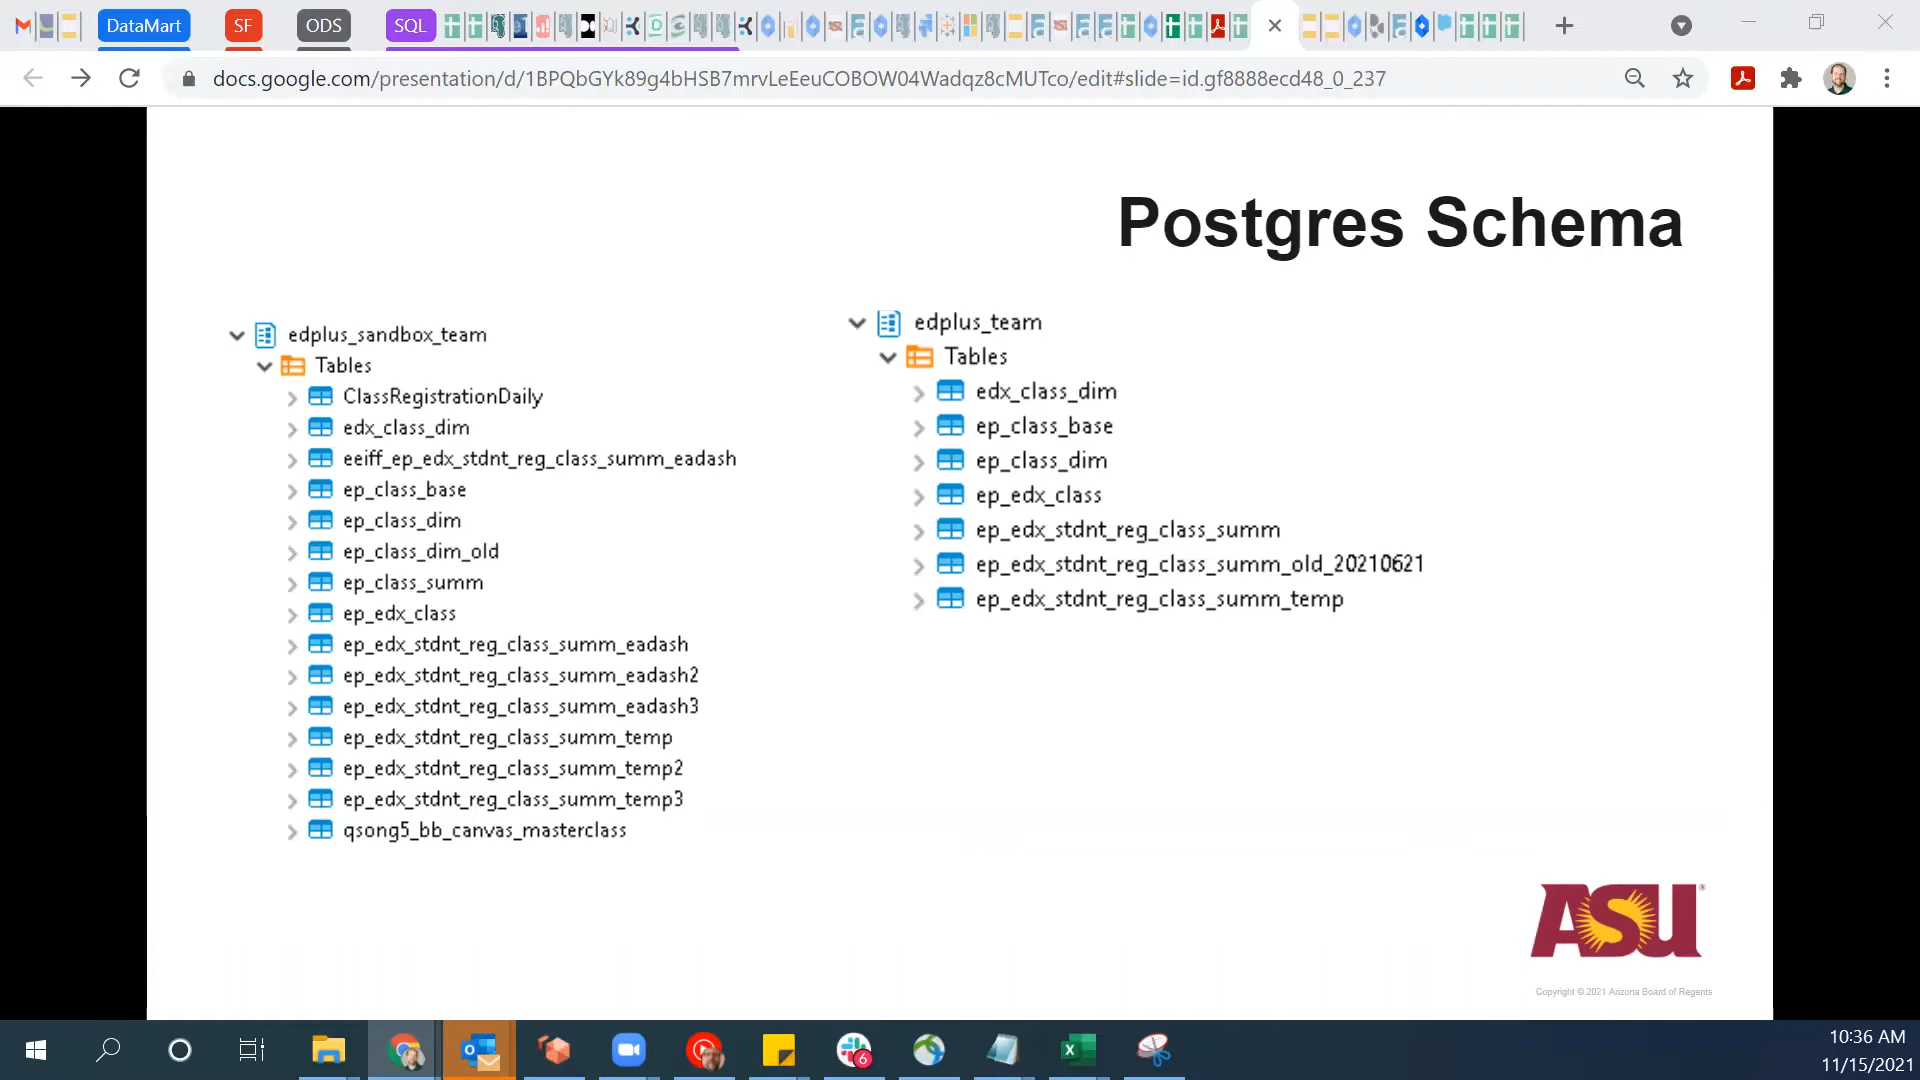 DataMart
SF
ODS
SQL
docs.google.com/presentation/d/1BPQbGYk89g4bHSB7mrvLeEeuCOBOW04Wadqz8cMUTco/edit#slide=id.gf8888ecd48_0_237
Postgres Schema
edplus_sandbox_team
Tables
ClassRegistrationDaily
edx_class_dim
eeiff_ep_edx_stdnt_reg_class_summ_eadash
ep_class_base
ep_class_dim
ep_class_dim_old
ep_class_summ
ep_edx_class
ep_edx_stdnt_reg_class_summ_eadash
ep_edx_stdnt_reg_class_summ_eadash2
ep_edx_stdnt_reg_class_summ_eadash3
ep_edx_stdnt_reg_class_summ_temp
ep_edx_stdnt_reg_class_summ_temp2
ep_edx_stdnt_reg_class_summ_temp3
qsong5_bb_canvas_masterclass
edplus_team
Tables
edx_class_dim
ep_class_base
ep_class_dim
ep_edx_class
ep_edx_stdnt_reg_class_summ
ep_edx_stdnt_reg_class_summ_old_20210621
ep_edx_stdnt_reg_class_summ_temp
ASU
Copyright © 2021 Arizona Board of Regents
6
10:36 AM
11/15/2021